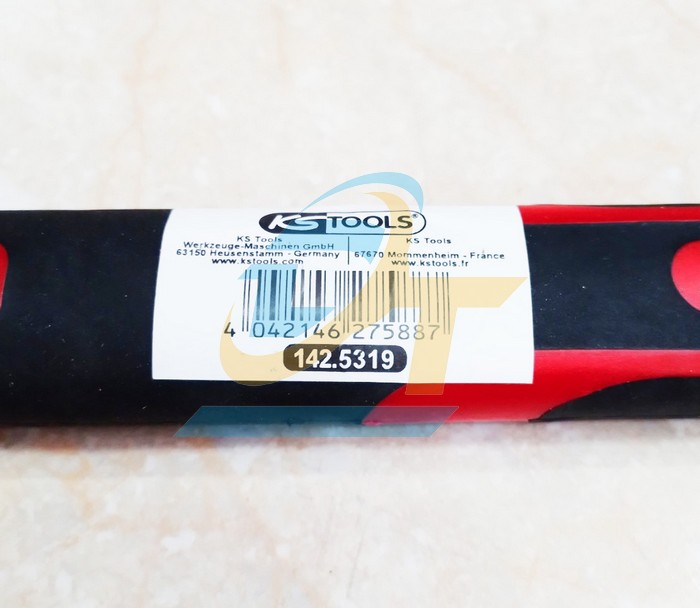 KS TOOLS®
KS Tools
Werkzeuge-Maschinen GmbH
63150 Heusenstamm - Germany
www.kstools.com
KS Tools
67670 Mommenheim - France
www.kstools.fr
4 042146 275887
142.5319